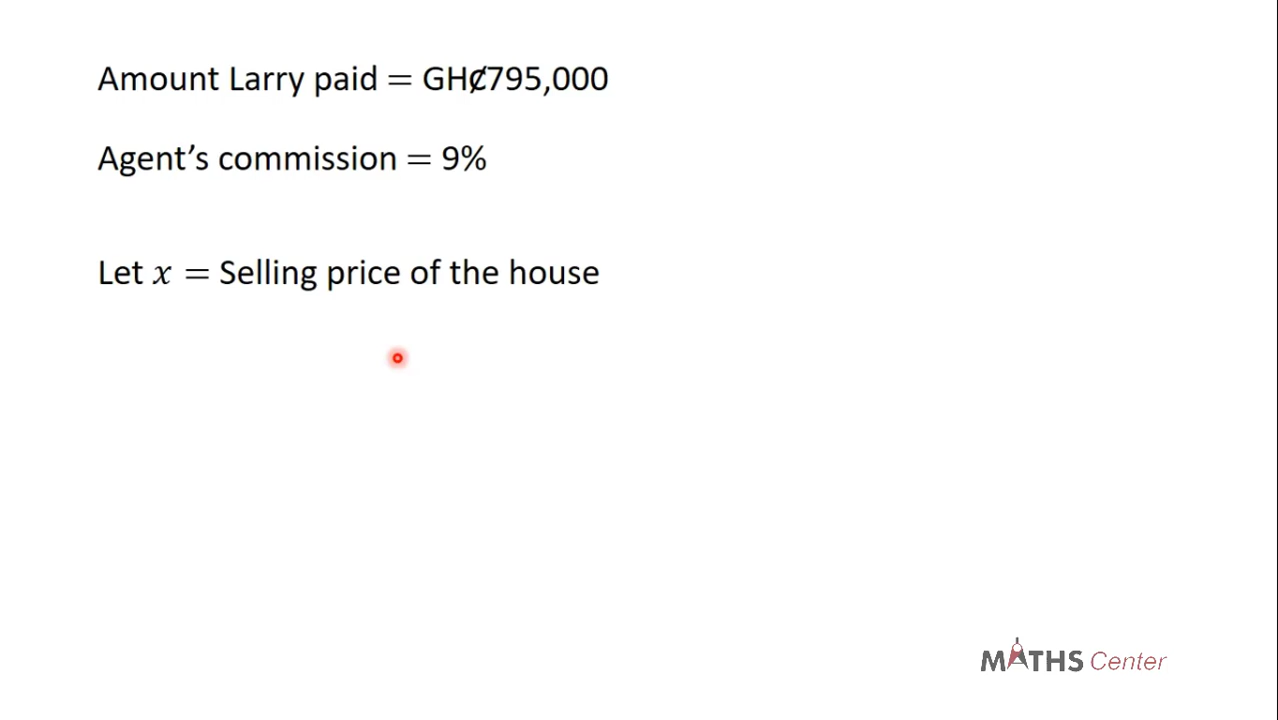 Amount Larry paid = GH₵795,000
Agent’s commission = 9%
Let x = Selling price of the house
MATHS Center